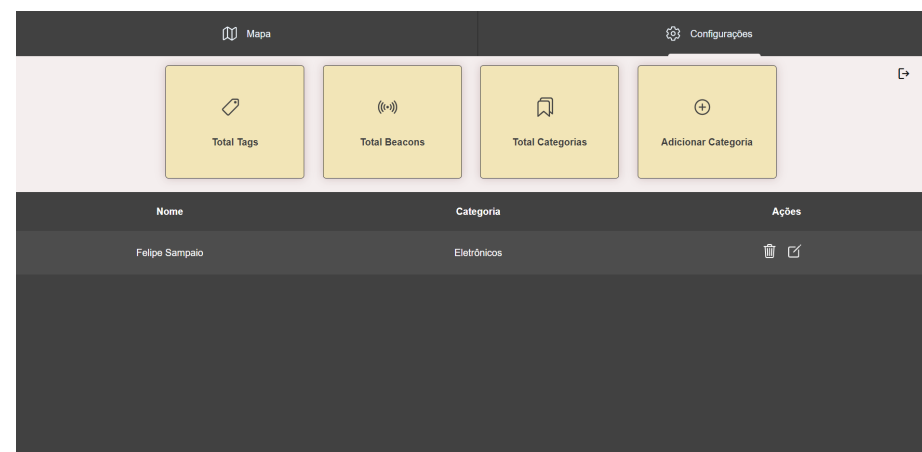 Mapa Configurações
Total Tags Total Beacons Total Categorias Adicionar Categoria
Nome Categoria Ações
Felipe Sampaio Eletrônicos